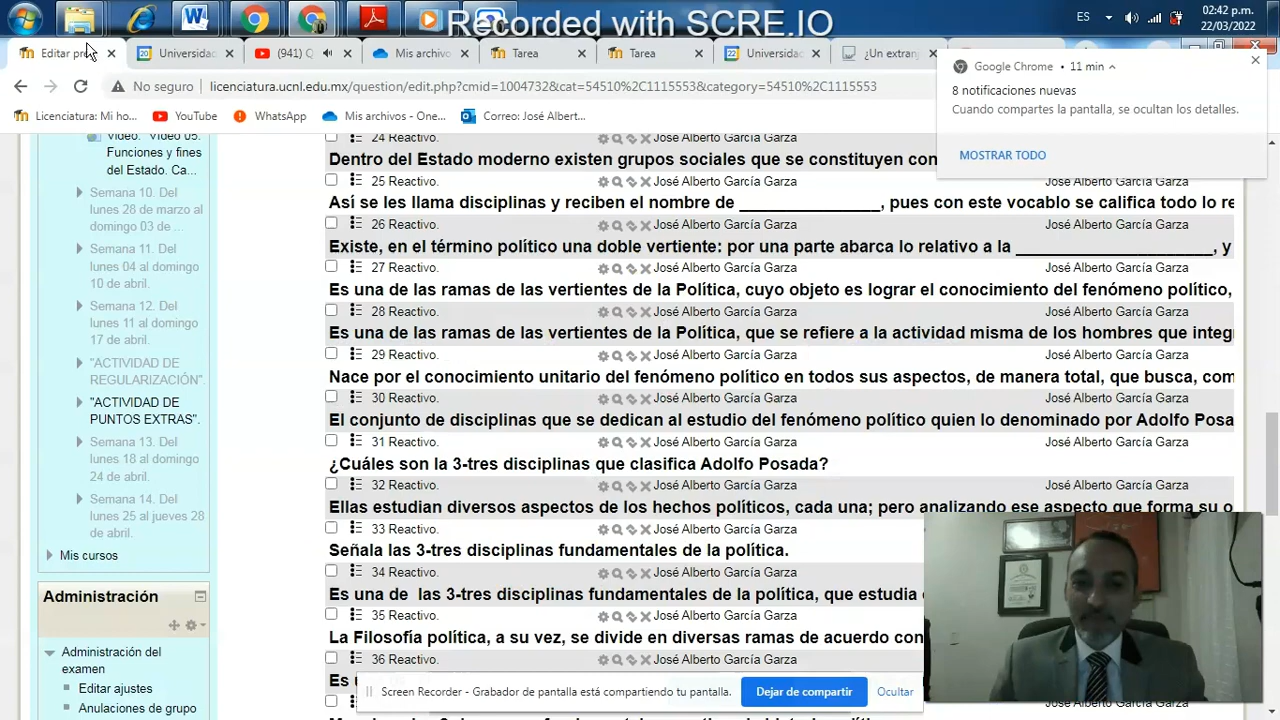 Recorded with SCRE.IO
ES
02:42 p.m.
22/03/2022
Editar pre
Universidad
(941) Q
Mis archivo
Tarea
Tarea
Universida
¿Un extran
No seguro
licenciatura.ucnl.edu.mx/question/edit.php?cmid=1004732&cat=54510%2C1115553&category=54510%2C1115553
Licenciatura: Mi ho...
YouTube
WhatsApp
Mis archivos - One...
Correo: José Albert...
Google Chrome • 11 min
8 notificaciones nuevas
Cuando compartes la pantalla, se ocultan los detalles.
MOSTRAR TODO
Video. "Video 05.
Funciones y fines
del Estado. Ca...
Semana 10. Del
lunes 28 de marzo al
domingo 03 de ...
Semana 11. Del
lunes 04 al domingo
10 de abril.
Semana 12. Del
lunes 11 al domingo
17 de abril.
"ACTIVIDAD DE
REGULARIZACIÓN".
"ACTIVIDAD DE
PUNTOS EXTRAS".
Semana 13. Del
lunes 18 al domingo
24 de abril.
Semana 14. Del
lunes 25 al jueves 28
de abril.
Mis cursos
Administración
Administración del
examen
Editar ajustes
Anulaciones de grupo
24 Reactivo. José Alberto García Garza
Dentro del Estado moderno existen grupos sociales que se constituyen con
25 Reactivo. José Alberto García Garza José Alberto García Garza
Así se les llama disciplinas y reciben el nombre de _______________, pues con este vocablo se califica todo lo re
26 Reactivo. José Alberto García Garza José Alberto García Garza
Existe, en el término político una doble vertiente: por una parte abarca lo relativo a la _____________________, y
27 Reactivo. José Alberto García Garza José Alberto García Garza
Es una de las ramas de las vertientes de la Política, cuyo objeto es lograr el conocimiento del fenómeno político,
28 Reactivo. José Alberto García Garza José Alberto García Garza
Es una de las ramas de las vertientes de la Política, que se refiere a la actividad misma de los hombres que integ
29 Reactivo. José Alberto García Garza José Alberto García Garza
Nace por el conocimiento unitario del fenómeno político en todos sus aspectos, de manera total, que busca, com
30 Reactivo. José Alberto García Garza José Alberto García Garza
El conjunto de disciplinas que se dedican al estudio del fenómeno político quien lo denominado por Adolfo Posa
31 Reactivo. José Alberto García Garza José Alberto García Garza
¿Cuáles son la 3-tres disciplinas que clasifica Adolfo Posada?
32 Reactivo. José Alberto García Garza José Alberto García Garza
Ellas estudian diversos aspectos de los hechos políticos, cada una; pero analizando ese aspecto que forma su o
33 Reactivo. José Alberto García Garza
Señala las 3-tres disciplinas fundamentales de la política.
34 Reactivo. José Alberto García Garza
Es una de las 3-tres disciplinas fundamentales de la política, que estudia
35 Reactivo. José Alberto García Garza
La Filosofía política, a su vez, se divide en diversas ramas de acuerdo con
36 Reactivo. José Alberto García Garza
Es u
Screen Recorder - Grabador de pantalla está compartiendo tu pantalla.
Dejar de compartir
Ocultar